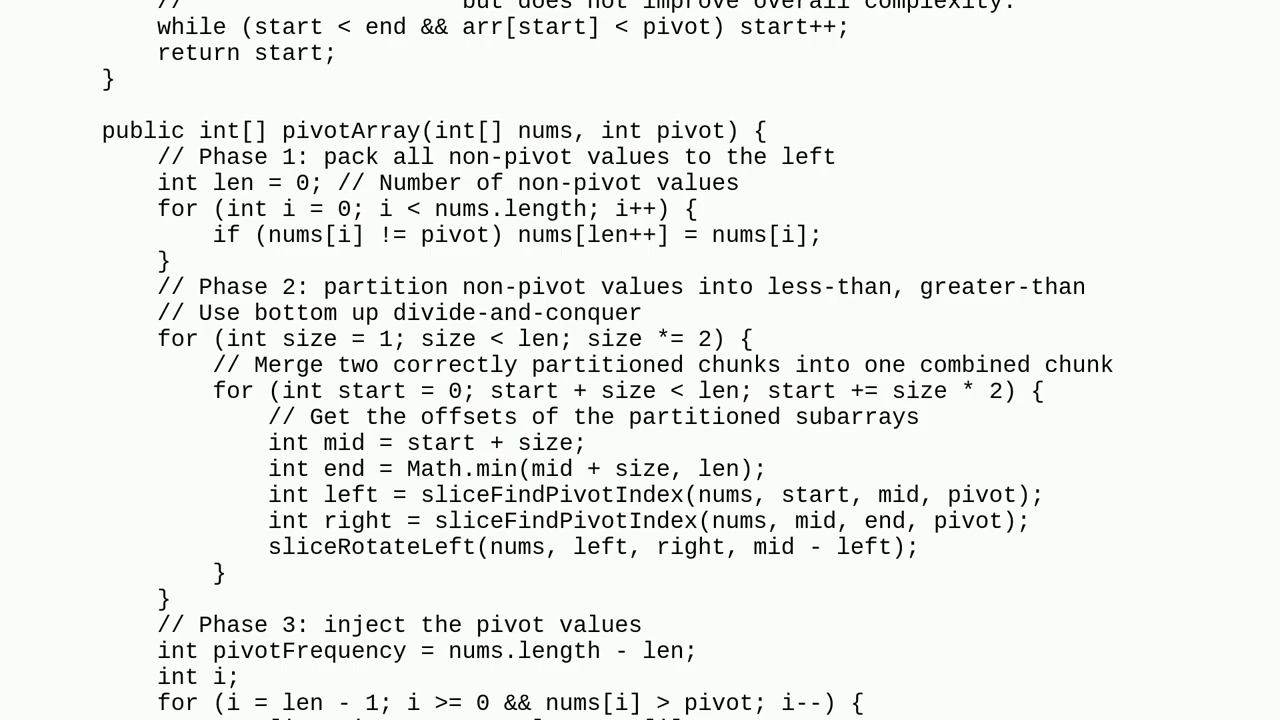 //                    but does not improve overall complexity.
    while (start < end && arr[start] < pivot) start++;
    return start;
}
public int[] pivotArray(int[] nums, int pivot) {
    // Phase 1: pack all non-pivot values to the left
    int len = 0; // Number of non-pivot values
    for (int i = 0; i < nums.length; i++) {
        if (nums[i] != pivot) nums[len++] = nums[i];
    }
    // Phase 2: partition non-pivot values into less-than, greater-than
    // Use bottom up divide-and-conquer
    for (int size = 1; size < len; size *= 2) {
        // Merge two correctly partitioned chunks into one combined chunk
        for (int start = 0; start + size < len; start += size * 2) {
            // Get the offsets of the partitioned subarrays
            int mid = start + size;
            int end = Math.min(mid + size, len);
            int left = sliceFindPivotIndex(nums, start, mid, pivot);
            int right = sliceFindPivotIndex(nums, mid, end, pivot);
            sliceRotateLeft(nums, left, right, mid - left);
        }
    }
    // Phase 3: inject the pivot values
    int pivotFrequency = nums.length - len;
    int i;
    for (i = len - 1; i >= 0 && nums[i] > pivot; i--) {